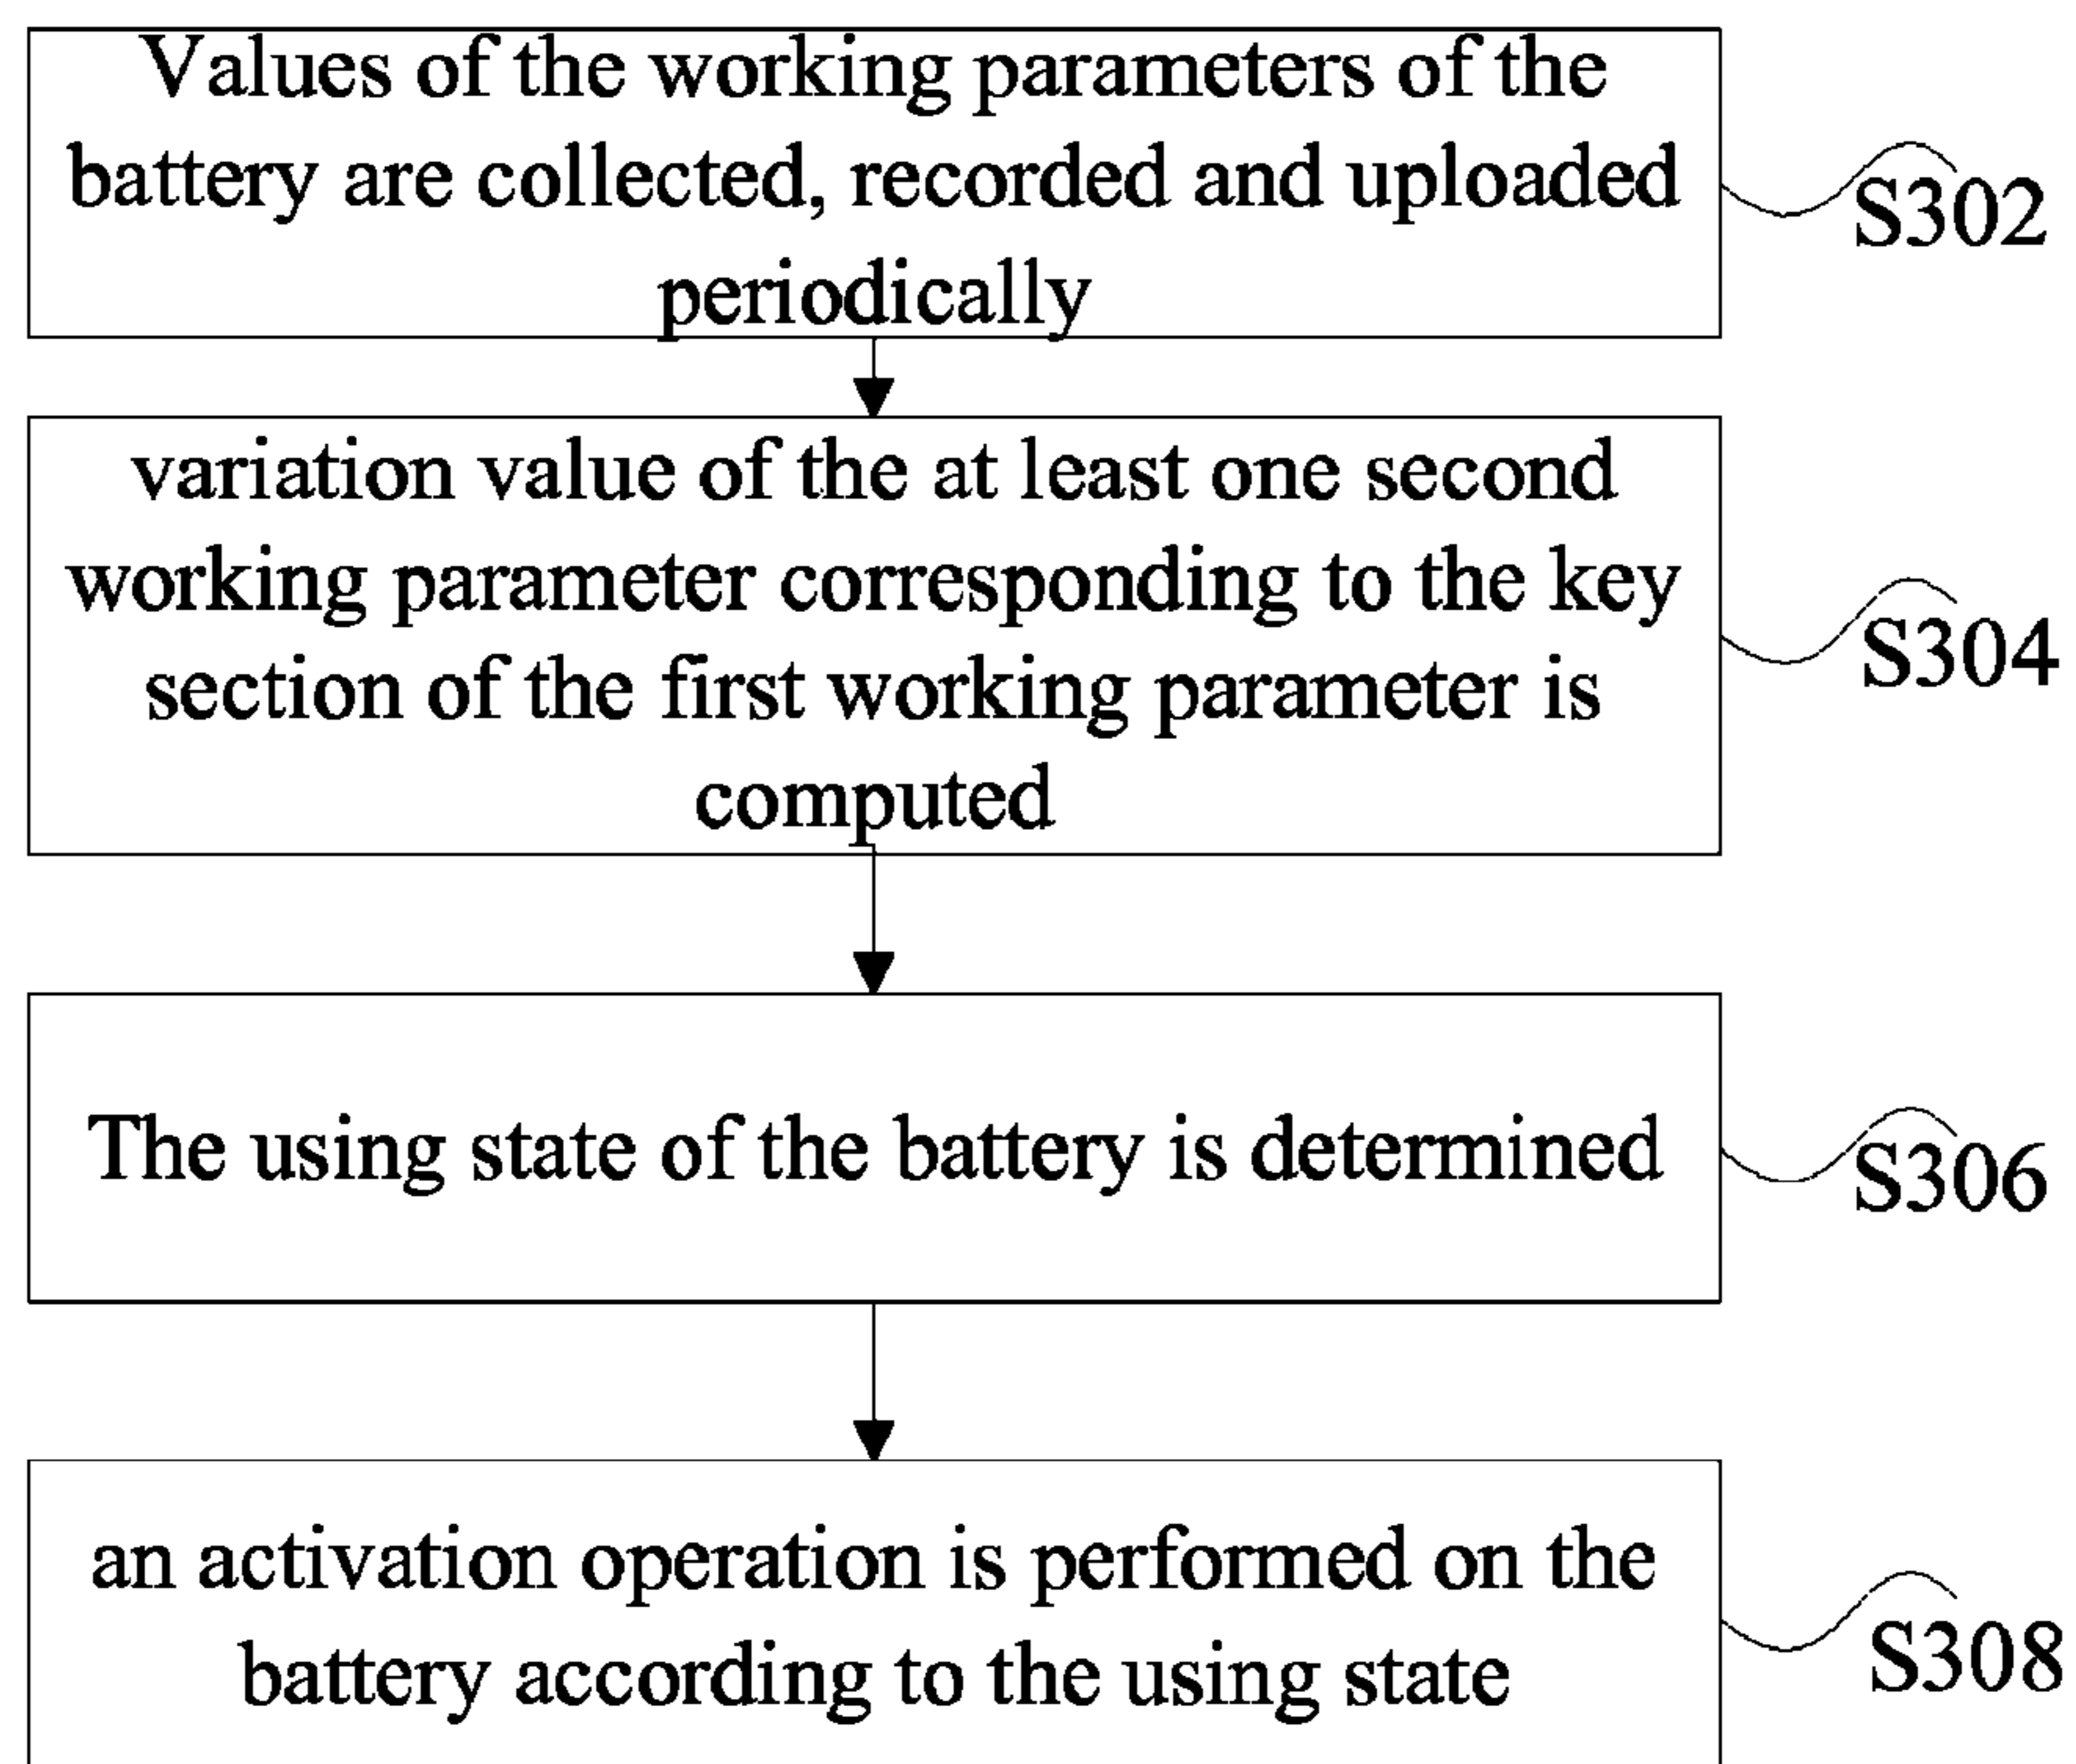 Values of the working parameters of the
battery are collected, recorded and uploaded
periodically
S302
variation value of the at least one second
working parameter corresponding to the key
section of the first working parameter is
computed
S304
The using state of the battery is determined
S306
an activation operation is performed on the
battery according to the using state
S308